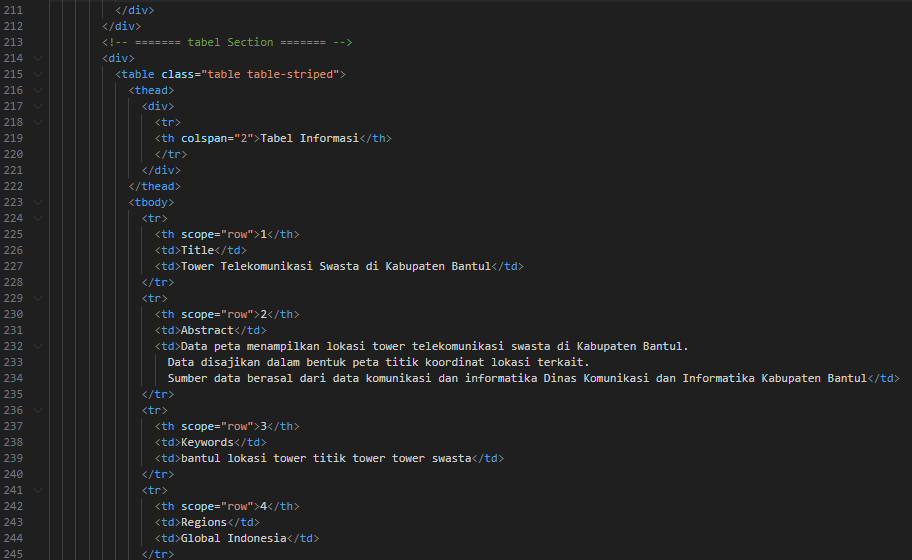 211 </div>
212 </div>
213 <!-- ======= tabel Section ======= -->
214 <div>
215 <table class="table table-striped">
216 <thead>
217 <div>
218 <tr>
219 <th colspan="2">Tabel Informasi</th>
220 </tr>
221 </div>
222 </thead>
223 <tbody>
224 <tr>
225 <th scope="row">1</th>
226 <td>Title</td>
227 <td>Tower Telekomunikasi Swasta di Kabupaten Bantul</td>
228 </tr>
229 <tr>
230 <th scope="row">2</th>
231 <td>Abstract</td>
232 <td>Data peta menampilkan lokasi tower telekomunikasi swasta di Kabupaten Bantul.
233 Data disajikan dalam bentuk peta titik koordinat lokasi terkait.
234 Sumber data berasal dari data komunikasi dan informatika Dinas Komunikasi dan Informatika Kabupaten Bantul</td>
235 </tr>
236 <tr>
237 <th scope="row">3</th>
238 <td>Keywords</td>
239 <td>bantul lokasi tower titik tower tower swasta</td>
240 </tr>
241 <tr>
242 <th scope="row">4</th>
243 <td>Regions</td>
244 <td>Global Indonesia</td>
245 </tr>